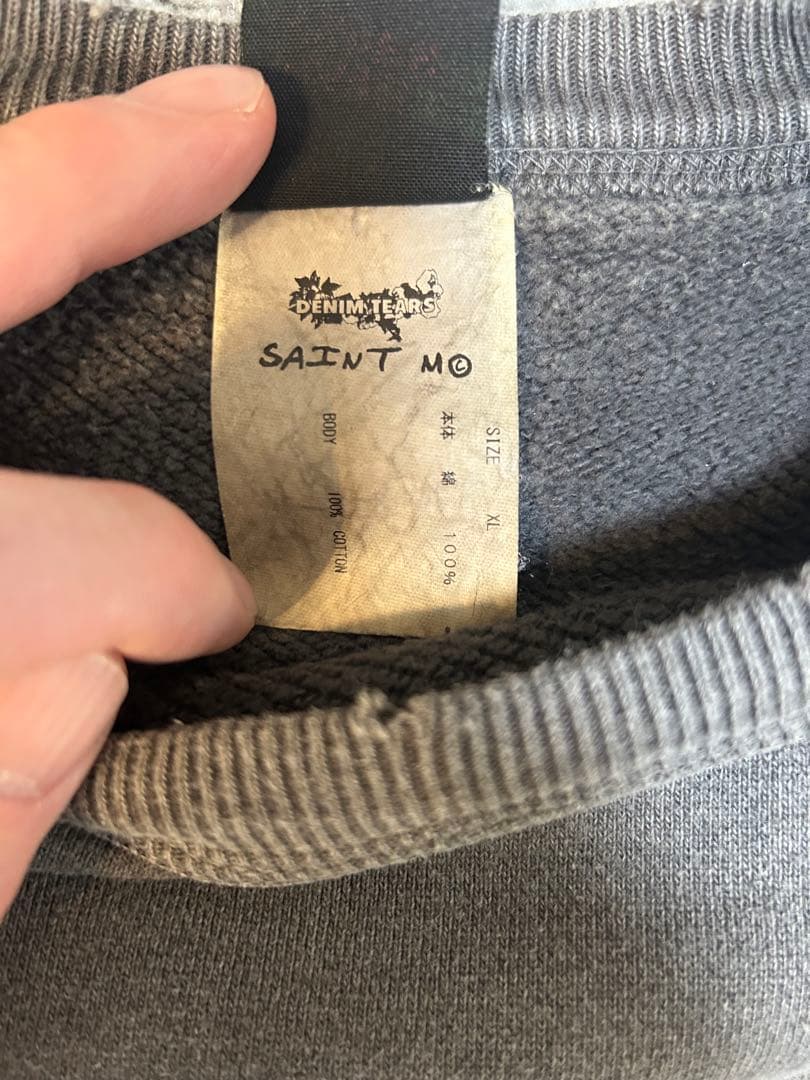 DENIM TEARS
SAINT M©
SIZE XL
本体 綿 100%
BODY 100% COTTON